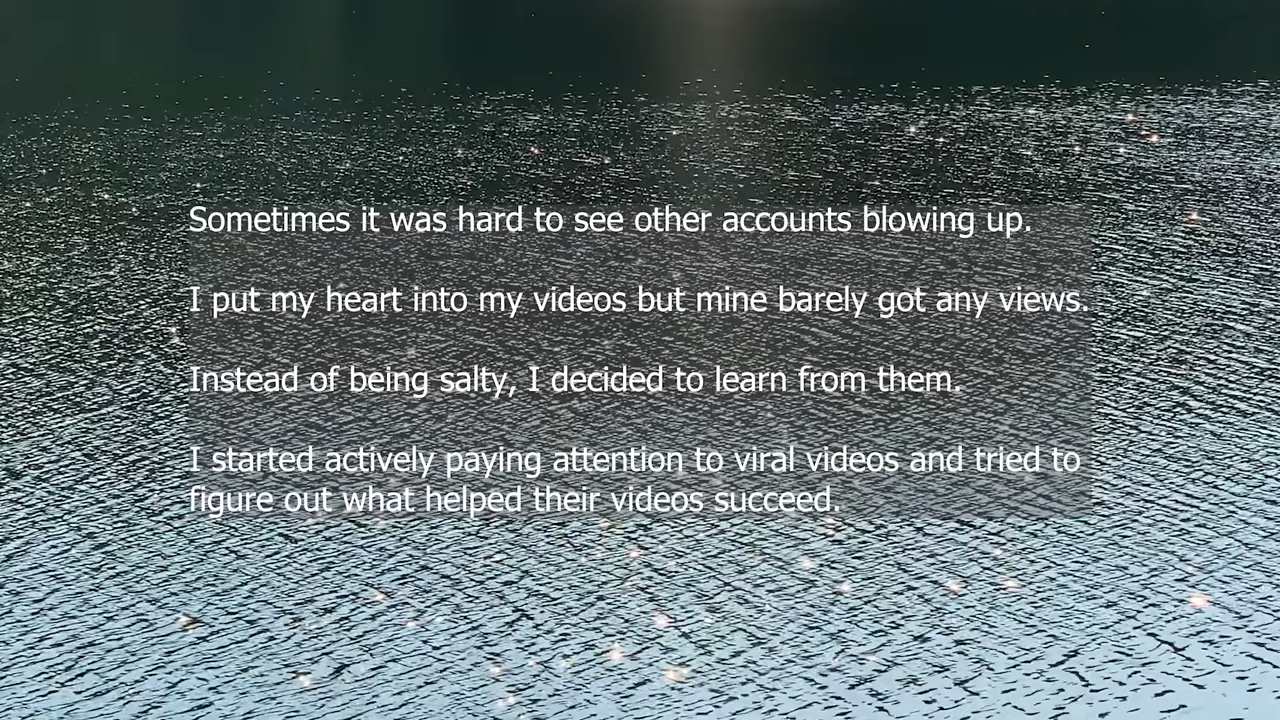 Sometimes it was hard to see other accounts blowing up.
I put my heart into my videos but mine barely got any views.
Instead of being salty, I decided to learn from them.
I started actively paying attention to viral videos and tried to
figure out what helped their videos succeed.